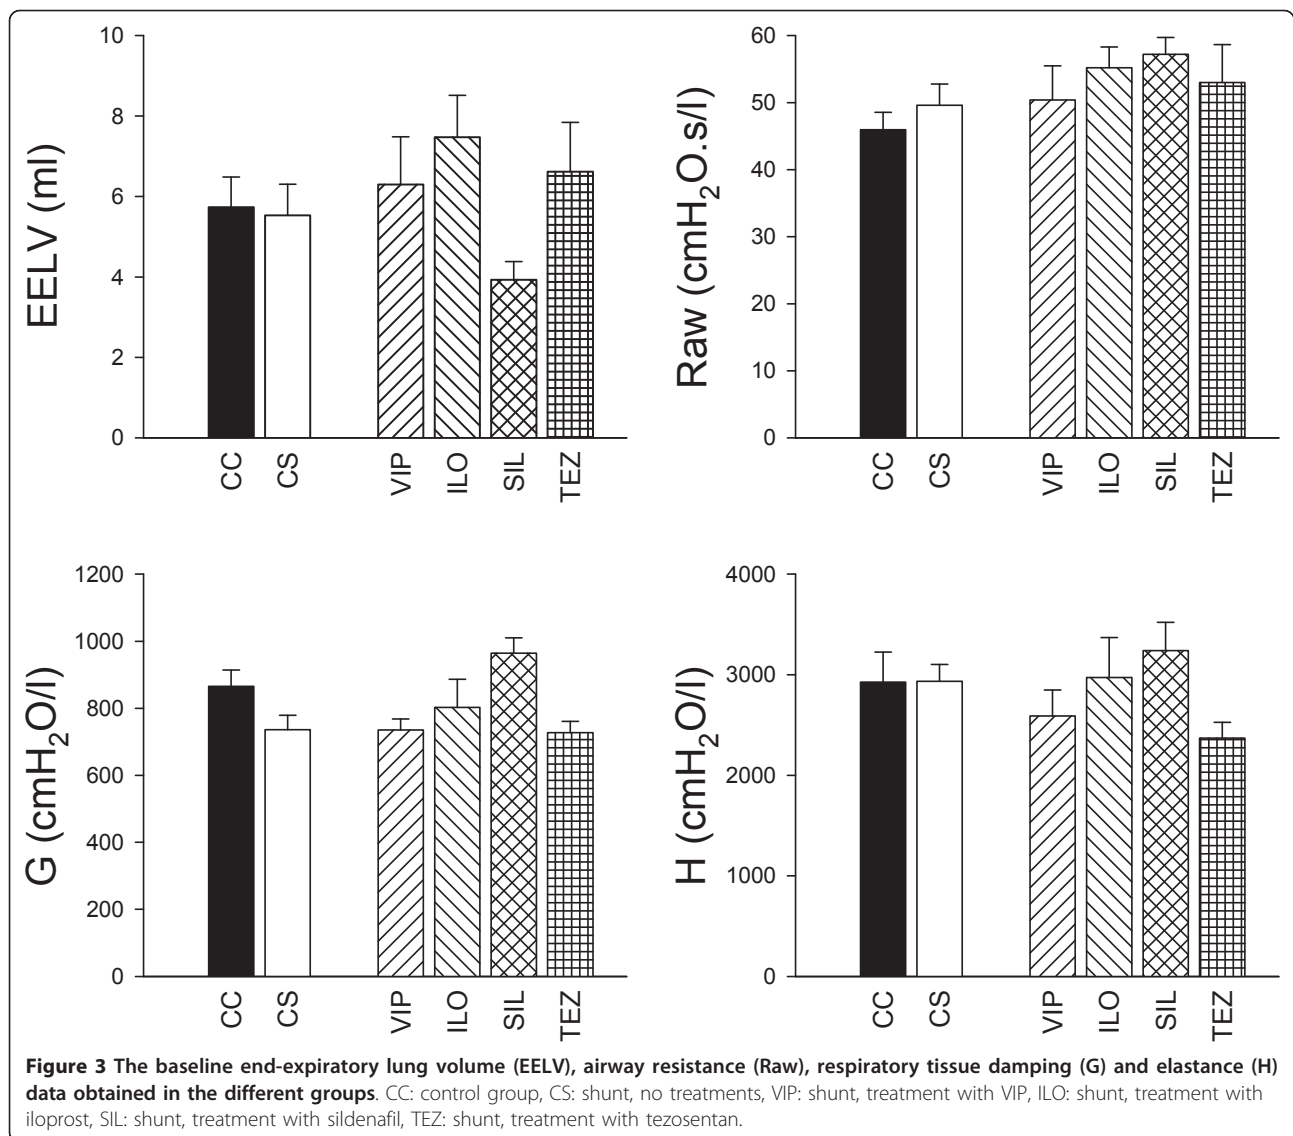 10
8
6
4
2
0
EELV (ml)
CC
CS
VIP
ILO
SIL
TEZ
60
50
40
30
20
10
0
Raw (cmH₂O.s/l)
CC
CS
VIP
ILO
SIL
TEZ
1200
1000
800
600
400
200
0
G (cmH₂O/l)
CC
CS
VIP
ILO
SIL
TEZ
4000
3000
2000
1000
0
H (cmH₂O/l)
CC
CS
VIP
ILO
SIL
TEZ
Figure 3 The baseline end-expiratory lung volume (EELV), airway resistance (Raw), respiratory tissue damping (G) and elastance (H)
data obtained in the different groups. CC: control group, CS: shunt, no treatments, VIP: shunt, treatment with VIP, ILO: shunt, treatment with
iloprost, SIL: shunt, treatment with sildenafil, TEZ: shunt, treatment with tezosentan.